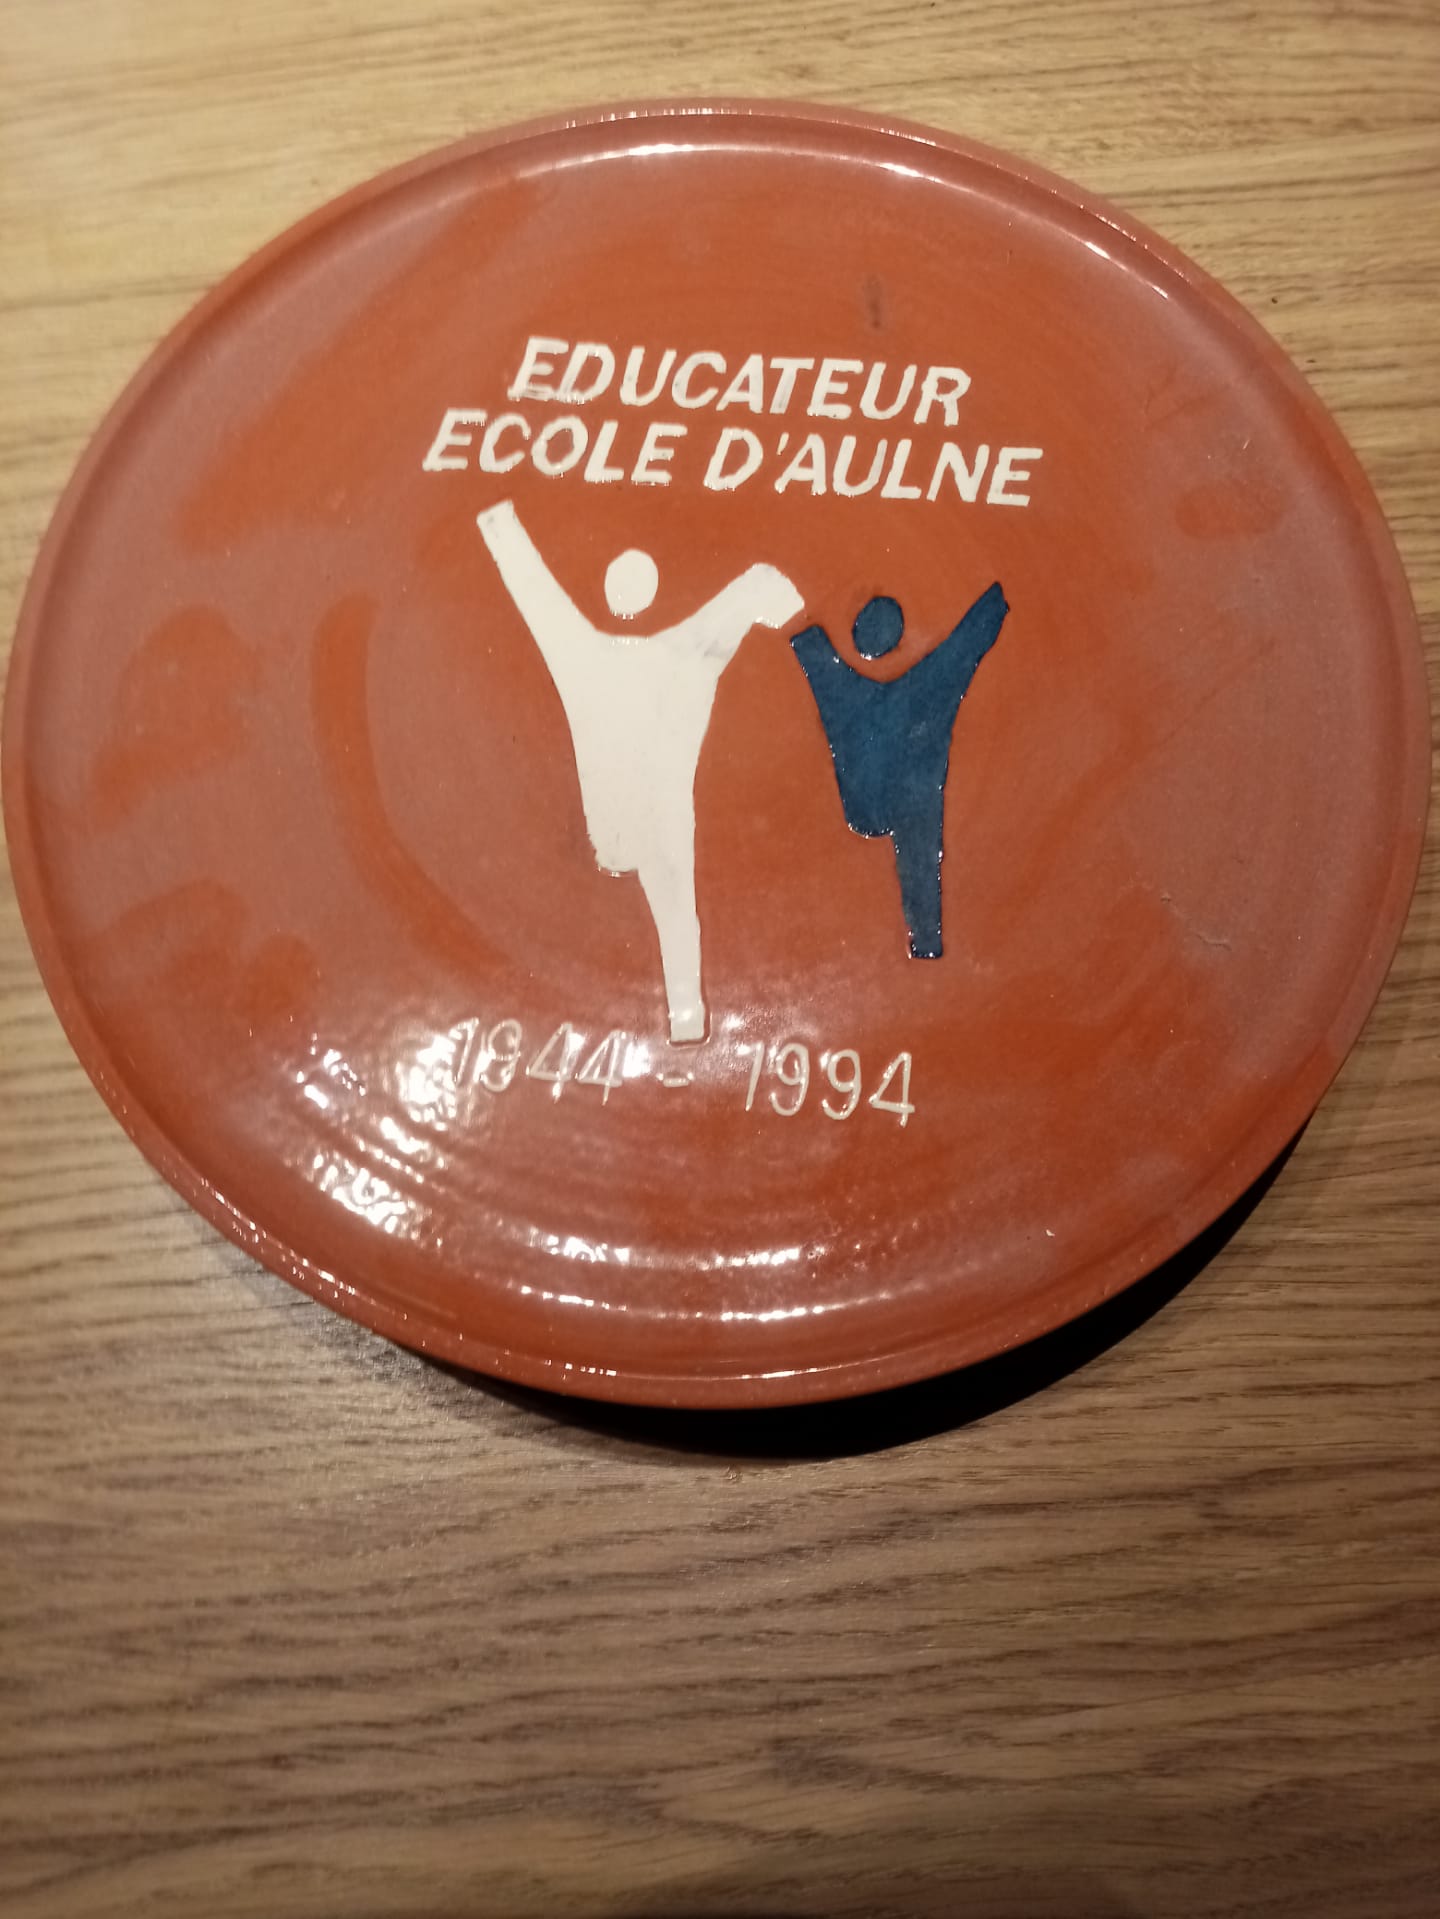 EDUCATEUR
ECOLE D'AULNE
1944 - 1994